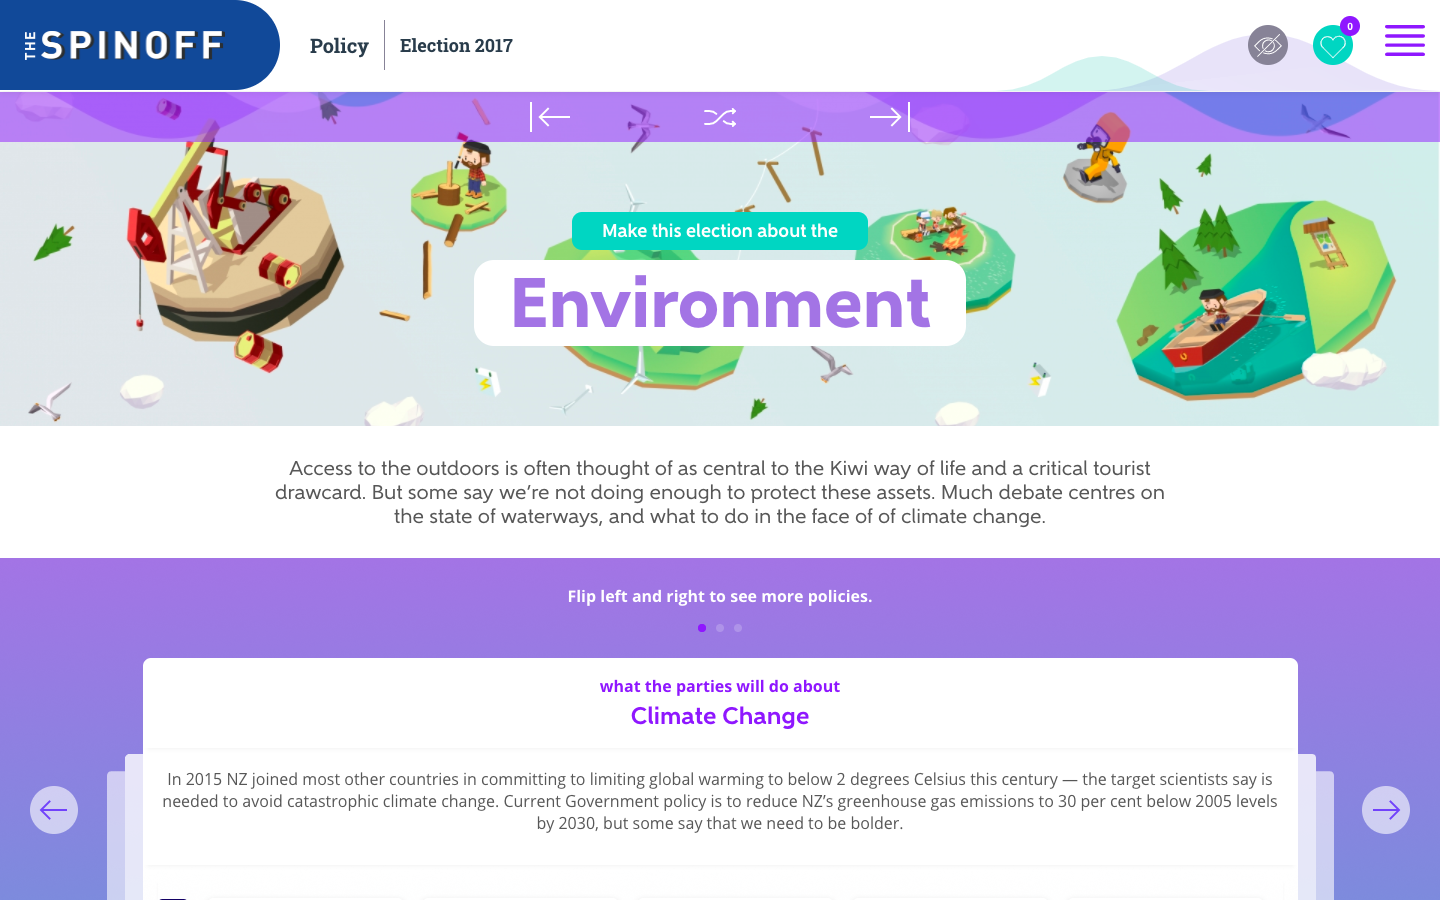 THE SPINOFF
Policy
Election 2017
0
Make this election about the
Environment
Access to the outdoors is often thought of as central to the Kiwi way of life and a critical tourist
drawcard. But some say we’re not doing enough to protect these assets. Much debate centres on
the state of waterways, and what to do in the face of of climate change.
Flip left and right to see more policies.
what the parties will do about
Climate Change
In 2015 NZ joined most other countries in committing to limiting global warming to below 2 degrees Celsius this century — the target scientists say is
needed to avoid catastrophic climate change. Current Government policy is to reduce NZ’s greenhouse gas emissions to 30 per cent below 2005 levels
by 2030, but some say that we need to be bolder.